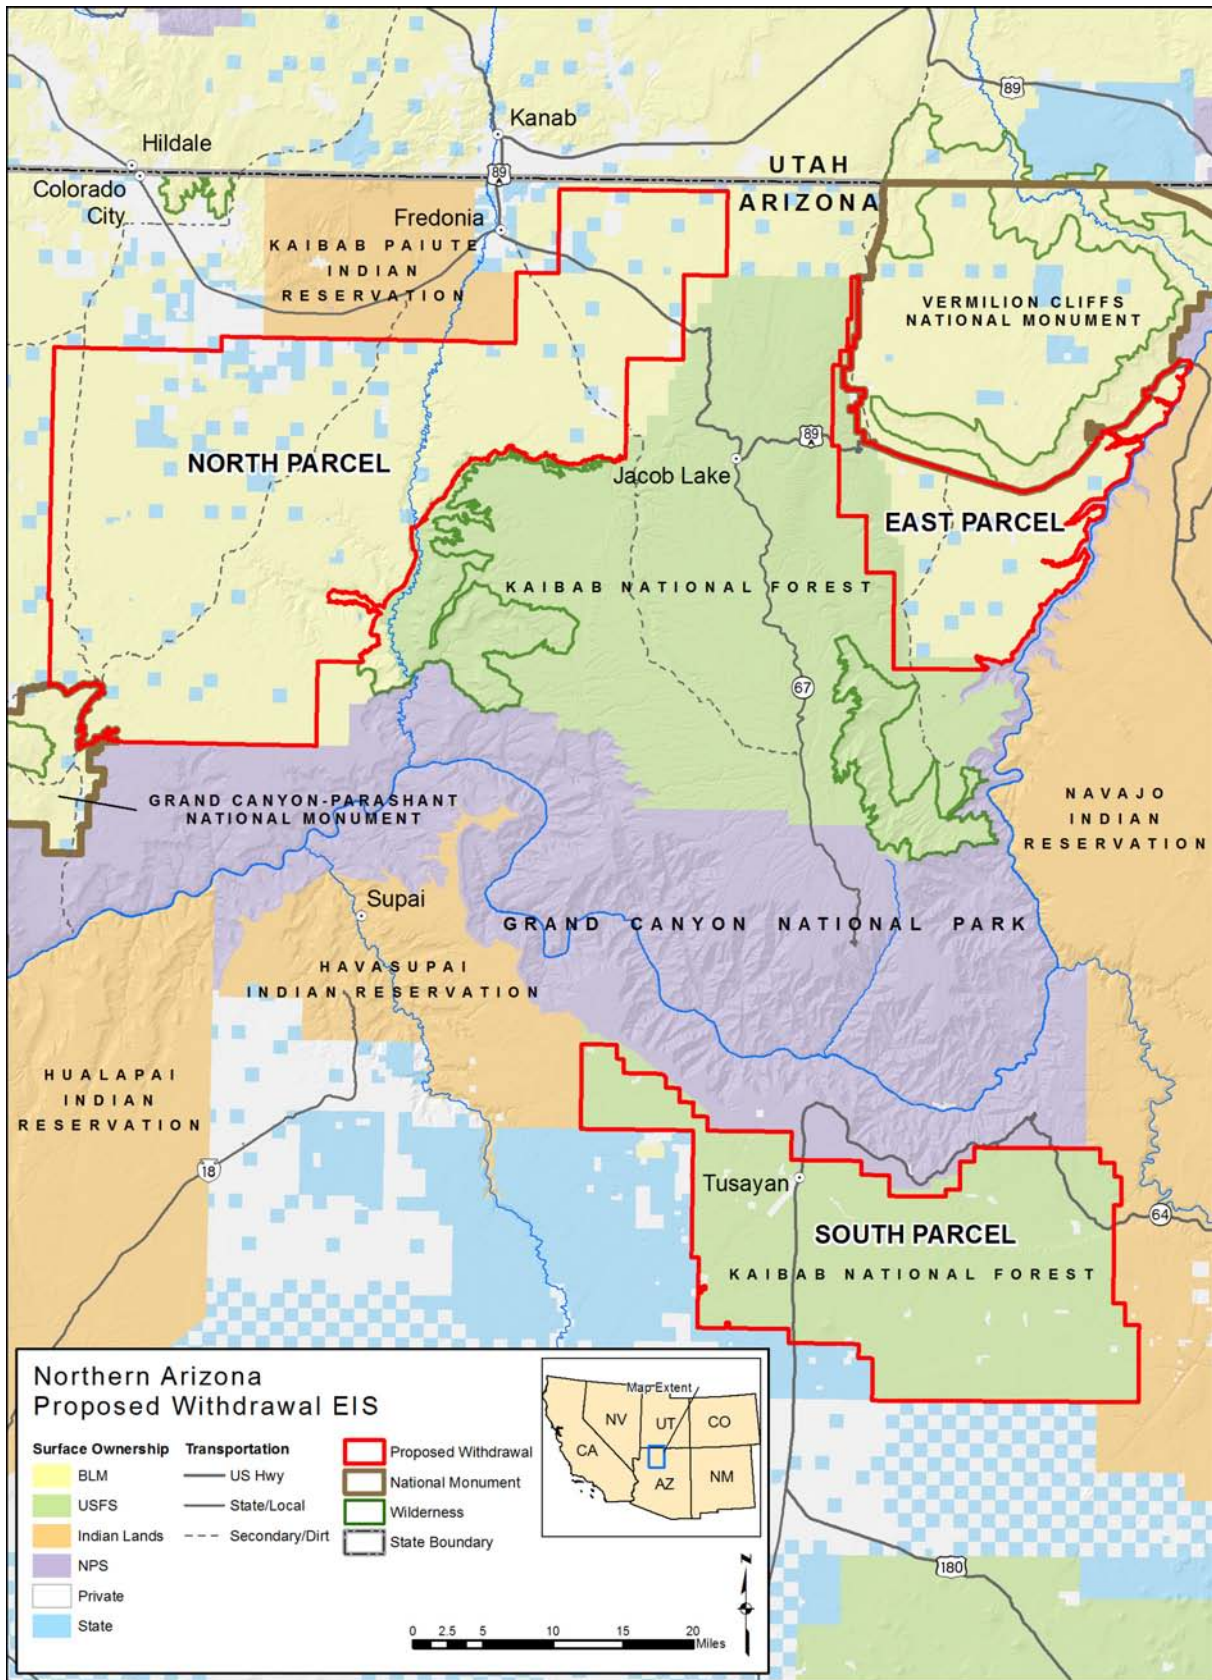 89
Kanab
Hildale
UTAH
89
Colorado
City
ARIZONA
Fredonia
KAIBAB PAIUTE
INDIAN
RESERVATION
VERMILION CLIFFS
NATIONAL MONUMENT
89
NORTH PARCEL
Jacob Lake
EAST PARCEL
KAIBAB NATIONAL FOREST
67
GRAND CANYON-PARASHANT
NATIONAL MONUMENT
NAVAJO
INDIAN
RESERVATION
Supai
GRAND CANYON NATIONAL PARK
HAVASUPAI
INDIAN RESERVATION
HUALAPAI
INDIAN
RESERVATION
18
Tusayan
64
SOUTH PARCEL
KAIBAB NATIONAL FOREST
Northern Arizona
Proposed Withdrawal EIS
Surface Ownership
BLM
USFS
Indian Lands
NPS
Private
State
Transportation
US Hwy
State/Local
Secondary/Dirt
Proposed Withdrawal
National Monument
Wilderness
State Boundary
Map Extent
NV
UT
CO
CA
AZ
NM
N
0 2.5 5 10 15 20
Miles
180